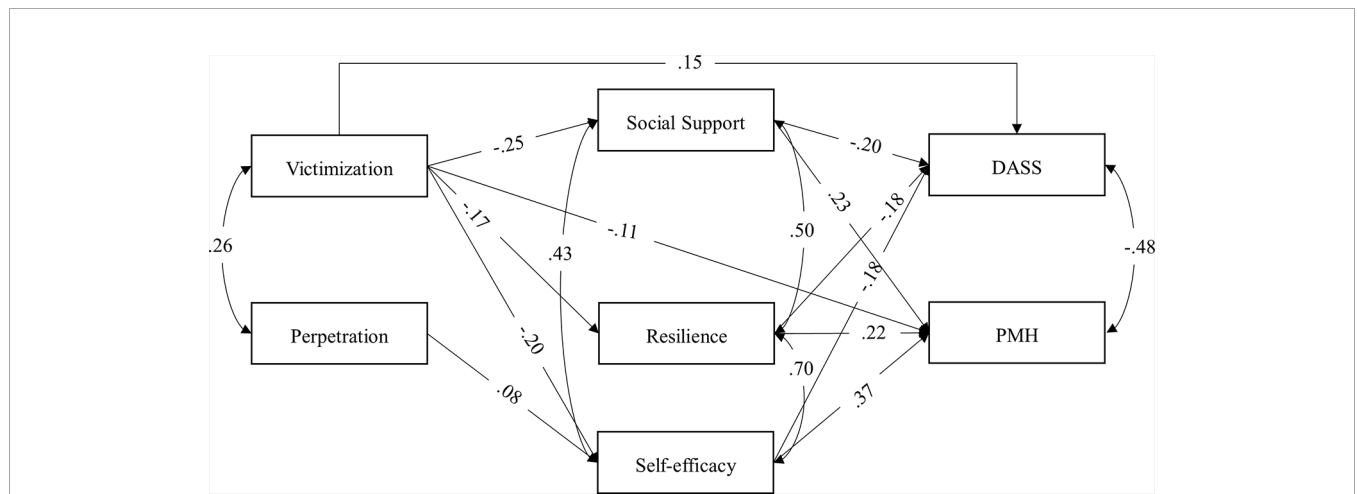 .15
Social Support
-.25
-.20
Victimization
DASS
-.17
.23
-.18
.26
-.11
.50
-.48
.43
-.18
Perpetration
Resilience
.22
PMH
-.20
.70
.08
.37
Self-efficacy